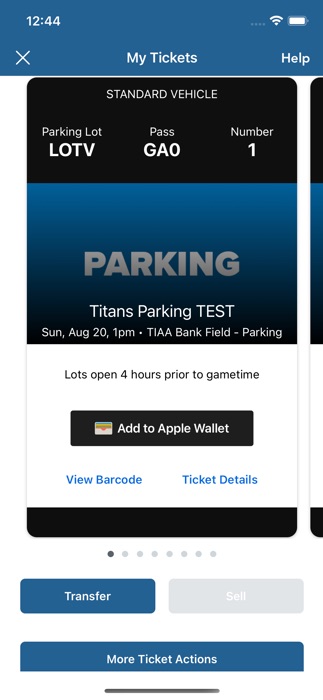 12:44
My Tickets
Help
STANDARD VEHICLE
Parking Lot Pass Number
LOTV GA0 1
PARKING
Titans Parking TEST
Sun, Aug 20, 1pm • TIAA Bank Field - Parking
Lots open 4 hours prior to gametime
Add to Apple Wallet
View Barcode Ticket Details
Transfer Sell
More Ticket Actions